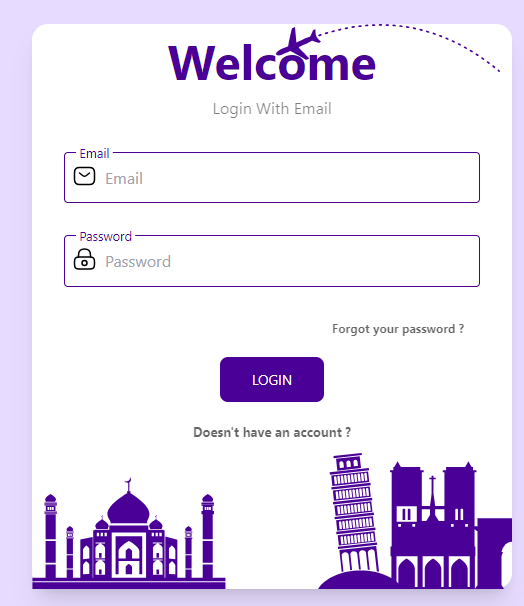 Welcome
Login With Email
Email
Email
Password
Password
Forgot your password ?
LOGIN
Doesn't have an account ?